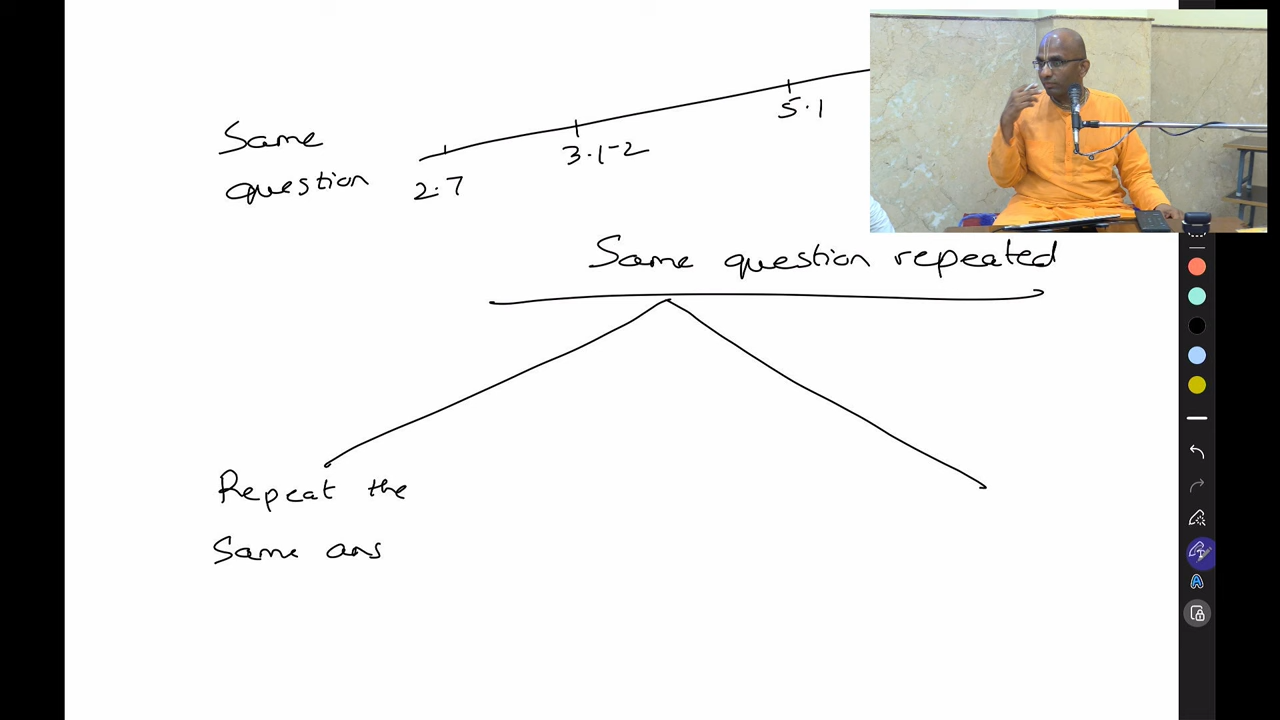 Same
question
2.7
3.1-2
5.1
Same question repeated
Repeat the
Same ans